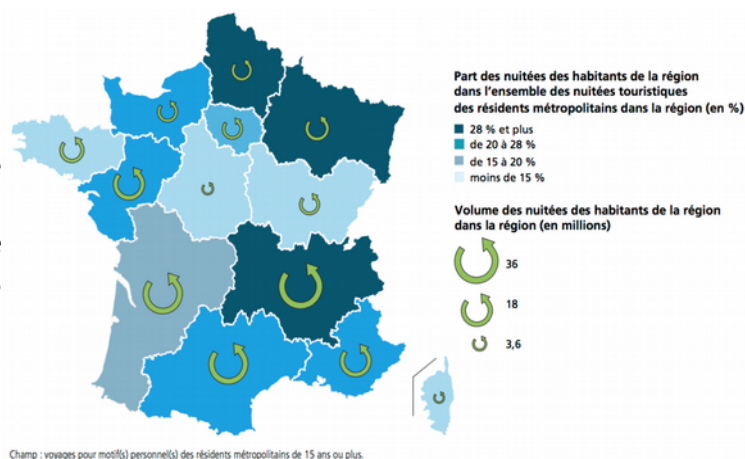 Part des nuitées des habitants de la région
dans l'ensemble des nuitées touristiques
des résidents métropolitains dans la région (en %)
28 % et plus
de 20 à 28 %
de 15 à 20 %
moins de 15 %
Volume des nuitées des habitants de la région
dans la région (en millions)
36
18
3,6
Champ : voyages pour motif(s) personnel(s) des résidents métropolitains de 15 ans ou plus.